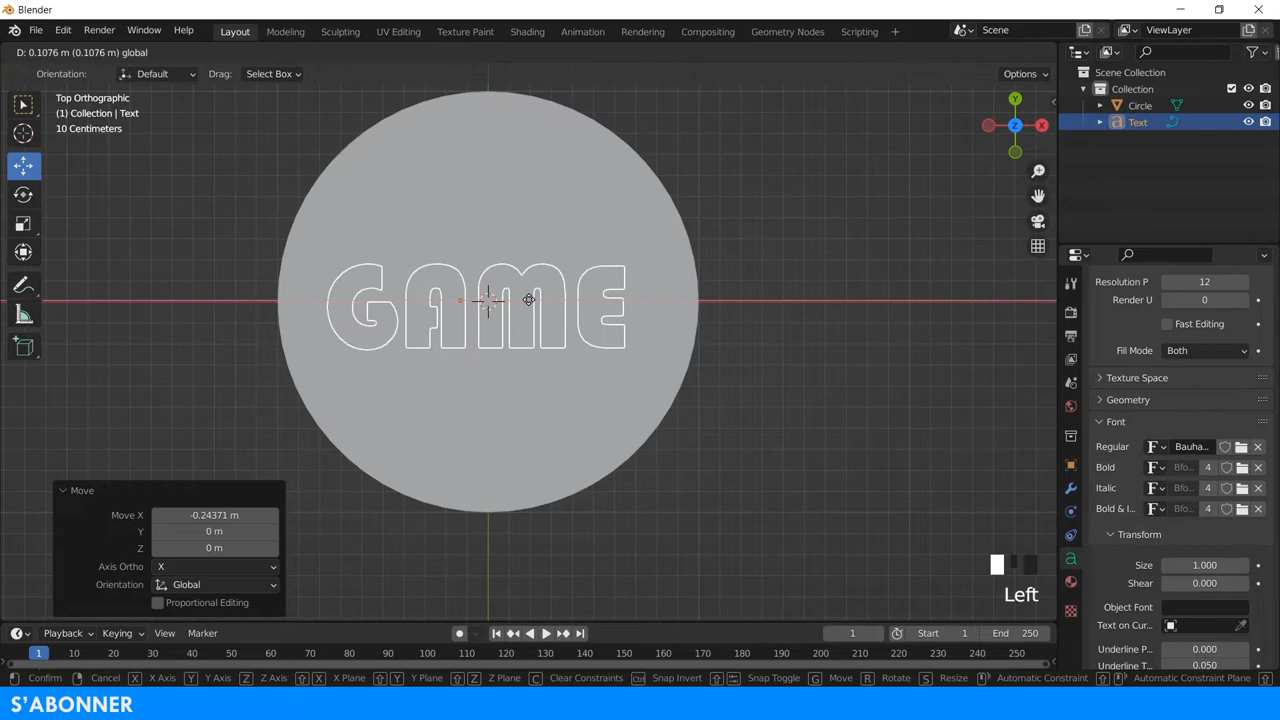 Blender
File Edit Render Window Help Layout Modeling Sculpting UV Editing Texture Paint Shading Animation Rendering Compositing Geometry Nodes Scripting + Scene ViewLayer
D: 0.1076 m (0.1076 m) global
Orientation: Default Drag: Select Box Options
Top Orthographic
(1) Collection | Text
10 Centimeters
Y
Z X
GAME
Move
Move X -0.24371 m
Y 0 m
Z 0 m
Axis Ortho X
Orientation Global
Proportional Editing
Left
Scene Collection
Collection
Circle
Text
Resolution P 12
Render U 0
Fast Editing
Fill Mode Both
Texture Space
Geometry
Font
Regular F Bauha...
Bold F Bfo... 4
Italic F Bfo... 4
Bold & I... F Bfo... 4
Transform
Size 1.000
Shear 0.000
Object Font
Text on Cur...
Underline P... 0.000
Underline T... 0.050
Playback Keying View Marker 1 Start 1 End 250
1 10 20 30 40 50 60 70 80 90 100 110 120 130 140 150 160 170 180 190 200 210 220 230 240 250
Confirm X Cancel X X Axis Y Y Axis Z Z Axis X X Plane Y Y Plane Z Z Plane C Clear Constraints Ctrl Snap Invert Snap Toggle G Move R Rotate S Resize Automatic Constraint Automatic Constraint Plane
S'ABONNER